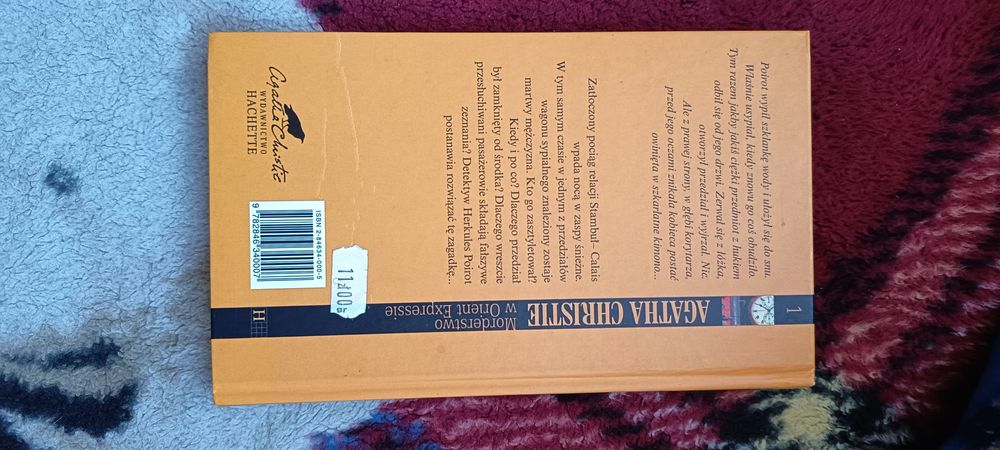 Poirot wypił szklankę wody i ułożył się do snu.
Właśnie usypiał, kiedy znowu go coś obudziło.
Tym razem jakby jakiś ciężki przedmiot z hukiem
odbił się od jego drzwi. Zerwał się z łóżka,
otworzył przedział i wyjrzał. Nic.
Ale z prawej strony, w głębi korytarza,
przed jego oczami znikała kobieca postać
owinięta w szkarłatne kimono...
Zatłoczony pociąg relacji Stambuł– Calais
wpada nocą w zaspy śnieżne.
W tym samym czasie w jednym z przedziałów
wagonu sypialnego znaleziony zostaje
martwy mężczyzna. Kto go zasztyletował?
Kiedy i po co? Dlaczego przedział
był zamknięty od środka? Dlaczego wreszcie
przesłuchiwani pasażerowie składają fałszywe
zeznania? Detektyw Herkules Poirot
postanawia rozwiązać tę zagadkę...
Agatha Christie
WYDAWNICTWO
HACHETTE
ISBN 2-84634-000-5
9 782846 340007
11,00
gr
1
AGATHA CHRISTIE
Morderstwo
w Orient Expressie
H